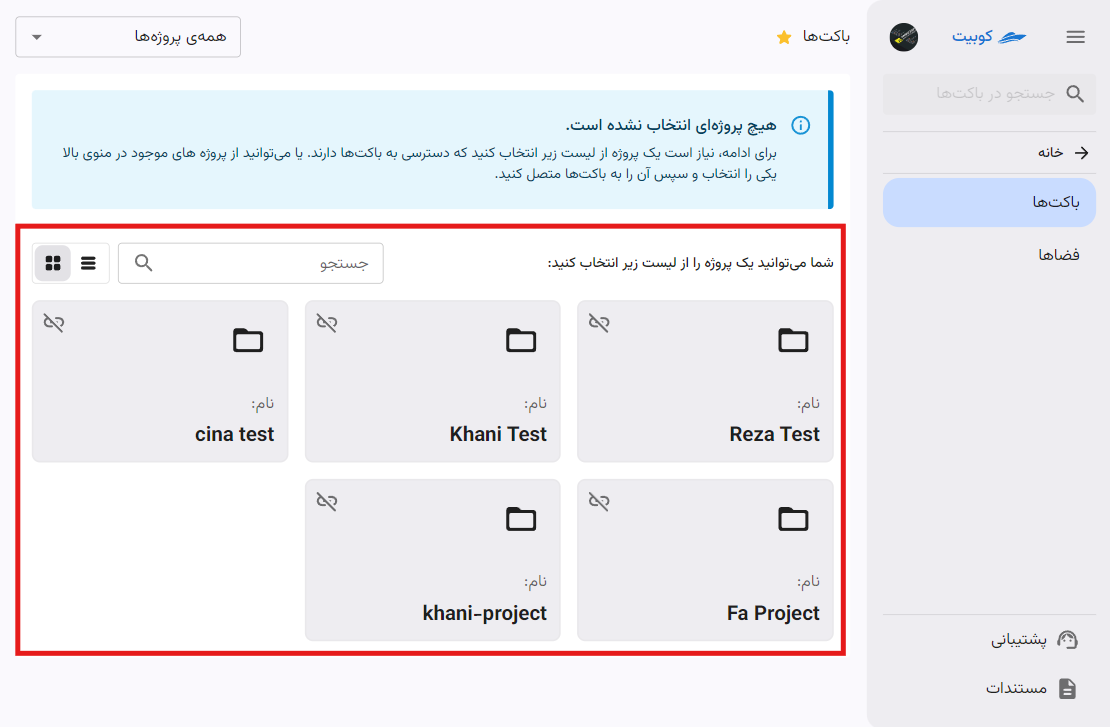 کوبیت
جستجو در باکت‌ها
خانه
باکت‌ها
فضاها
پشتیبانی
مستندات
باکت‌ها
همه‌ی پروژه‌ها
هیچ پروژه‌ای انتخاب نشده است.
برای ادامه، نیاز است یک پروژه از لیست زیر انتخاب کنید که دسترسی به باکت‌ها دارند. یا می‌توانید از پروژه های موجود در منوی بالا
یکی را انتخاب و سپس آن را به باکت‌ها متصل کنید.
شما می‌توانید یک پروژه را از لیست زیر انتخاب کنید:
جستجو
نام:
Reza Test
نام:
Khani Test
نام:
cina test
نام:
Fa Project
نام:
khani-project